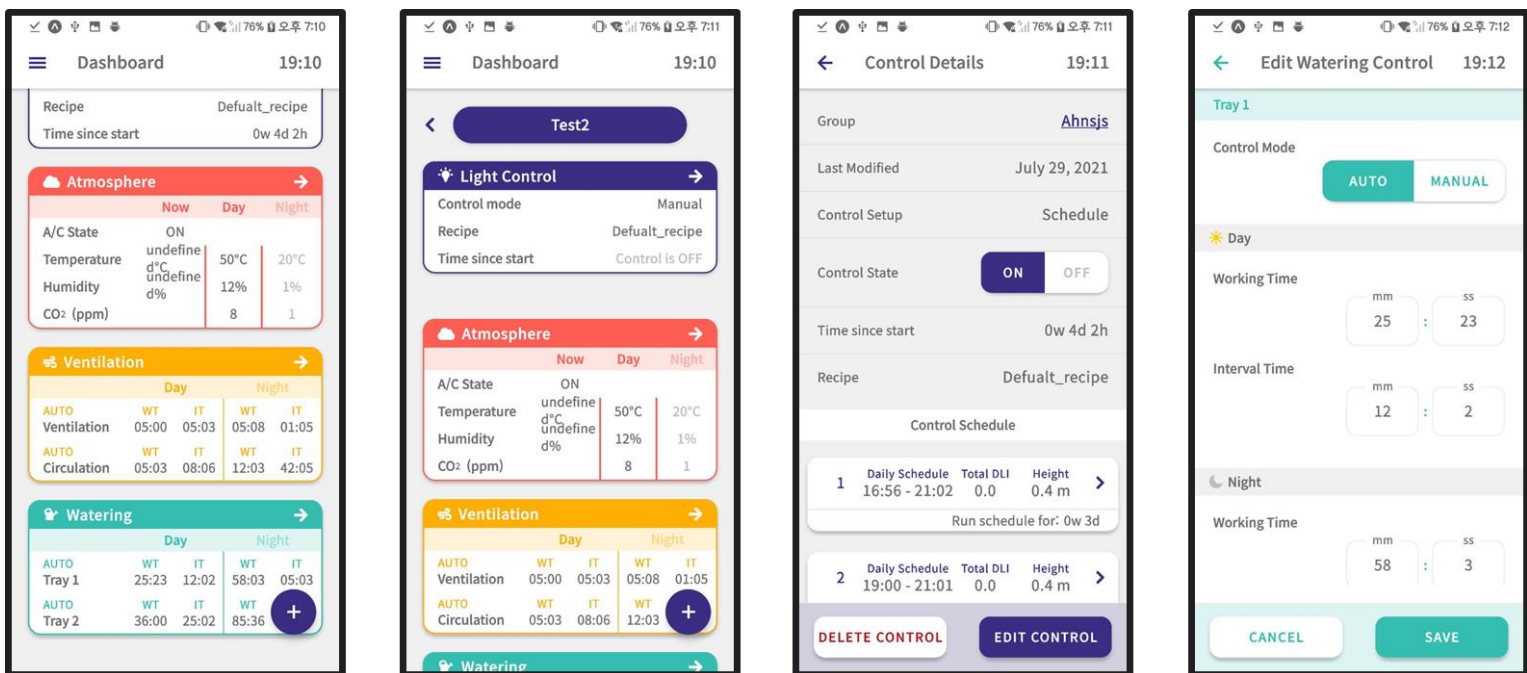 76% 오후 7:10
Dashboard 19:10
Recipe Defualt_recipe
Time since start 0w 4d 2h
Atmosphere
Now Day Night
A/C State ON
Temperature undefined°C 50°C 20°C
Humidity undefined% 12% 1%
CO2 (ppm) 8 1
Ventilation
Day Night
AUTO WT IT WT IT
Ventilation 05:00 05:03 05:08 01:05
AUTO WT IT WT IT
Circulation 05:03 08:06 12:03 42:05
Watering
Day Night
AUTO WT IT WT IT
Tray 1 25:23 12:02 58:03 05:03
AUTO WT IT WT
Tray 2 36:00 25:02 85:36
+
76% 오후 7:11
Dashboard 19:10
Test2
Light Control
Control mode Manual
Recipe Defualt_recipe
Time since start Control is OFF
Atmosphere
Now Day Night
A/C State ON
Temperature undefined°C 50°C 20°C
Humidity undefined% 12% 1%
CO2 (ppm) 8 1
Ventilation
Day Night
AUTO WT IT WT IT
Ventilation 05:00 05:03 05:08 01:05
AUTO WT IT WT
Circulation 05:03 08:06 12:03
+
Watering
76% 오후 7:11
Control Details 19:11
Group Ahnsjs
Last Modified July 29, 2021
Control Setup Schedule
Control State ON OFF
Time since start 0w 4d 2h
Recipe Defualt_recipe
Control Schedule
Daily Schedule Total DLI Height
1 16:56 - 21:02 0.0 0.4 m
Run schedule for: 0w 3d
Daily Schedule Total DLI Height
2 19:00 - 21:01 0.0 0.4 m
DELETE CONTROL EDIT CONTROL
76% 오후 7:12
Edit Watering Control 19:12
Tray 1
Control Mode
AUTO MANUAL
Day
Working Time
mm ss
25 : 23
Interval Time
mm ss
12 : 2
Night
Working Time
mm ss
58 : 3
CANCEL SAVE